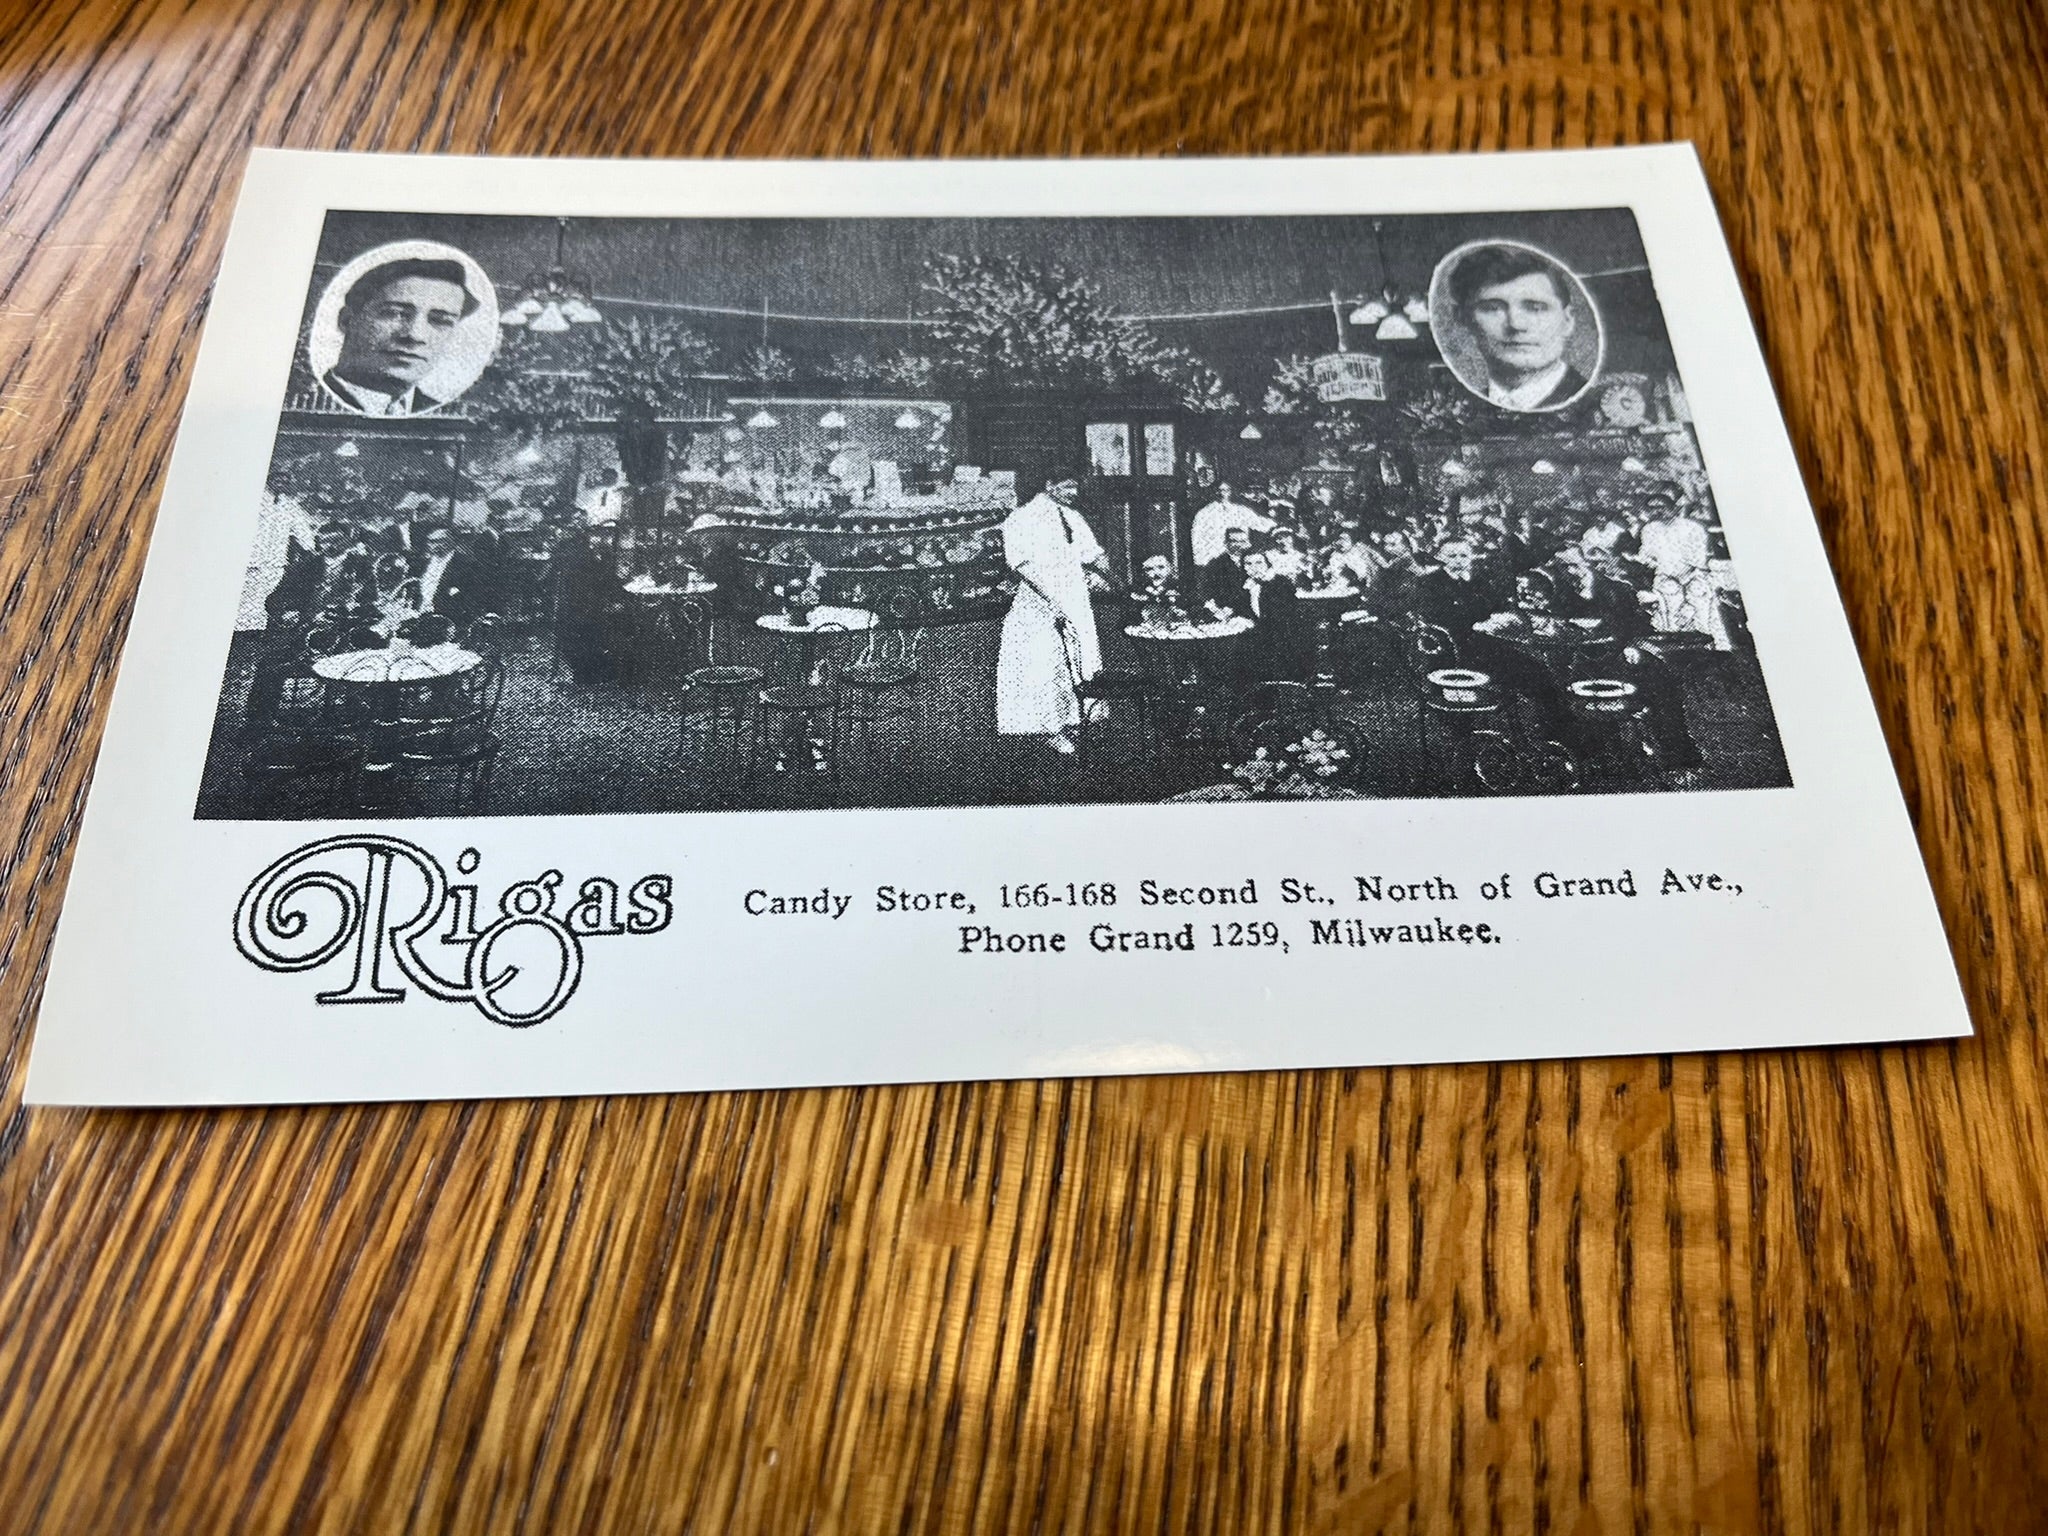 Rigas
Candy Store, 166-168 Second St., North of Grand Ave.,
Phone Grand 1259, Milwaukee.